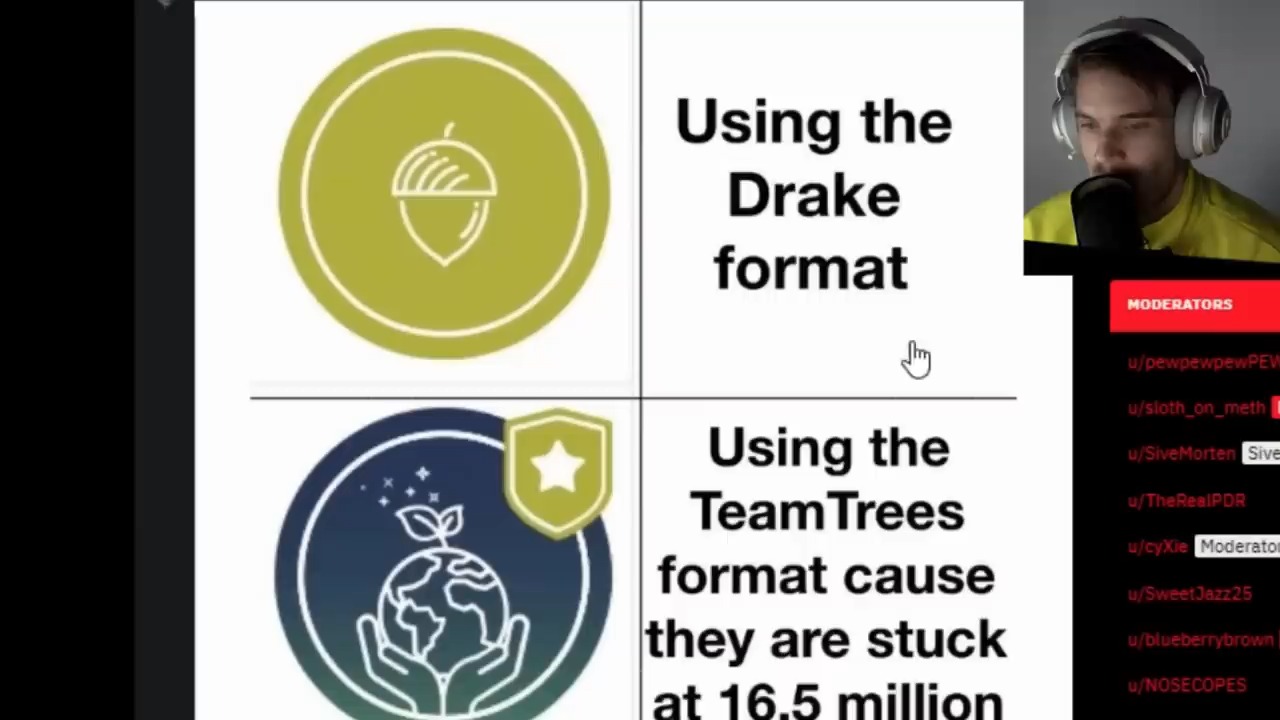 Using the
Drake
format
Using the
TeamTrees
format cause
they are stuck
at 16.5 million
MODERATORS
u/pewpewpewPEW
u/sloth_on_meth
u/SiveMorten Sive
u/TheRealPDR
u/cyXie Moderator
u/SweetJazz25
u/blueberrybrown
u/NOSECOPES